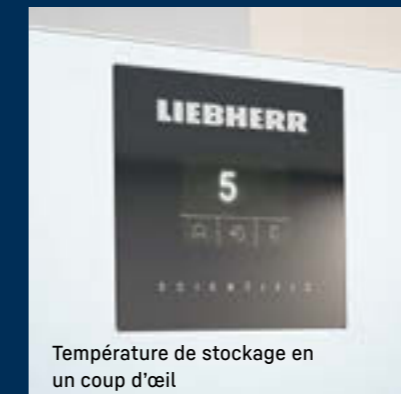 LIEBHERR
5
SCIENTIFIC
Température de stockage en
un coup d’œil